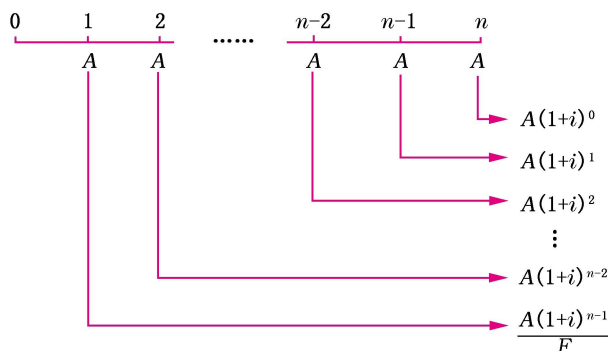 0 1 2 …… n-2 n-1 n
A A A A A
A(1+i)⁰
A(1+i)¹
A(1+i)²
⋮
A(1+i)ⁿ⁻²
A(1+i)ⁿ⁻¹
F